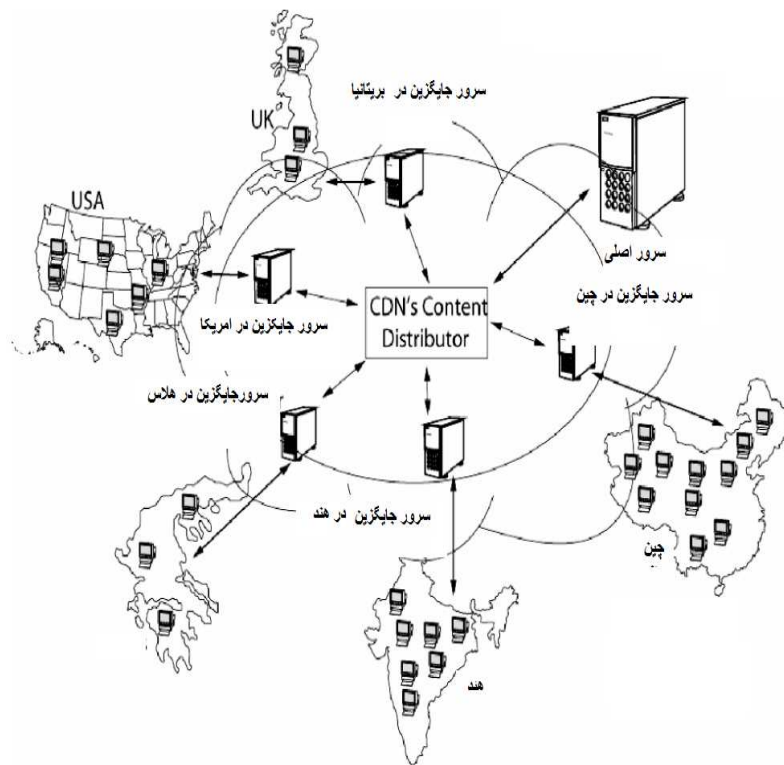 سرور جایگزین در بریتانیا
UK
USA
سرور اصلی
سرور جایگزین در چین
CDN's Content
Distributor
سرور جایکزین در امریکا
سرورجایگزین در هلاس
سرور جایگزین در هند
چین
هند